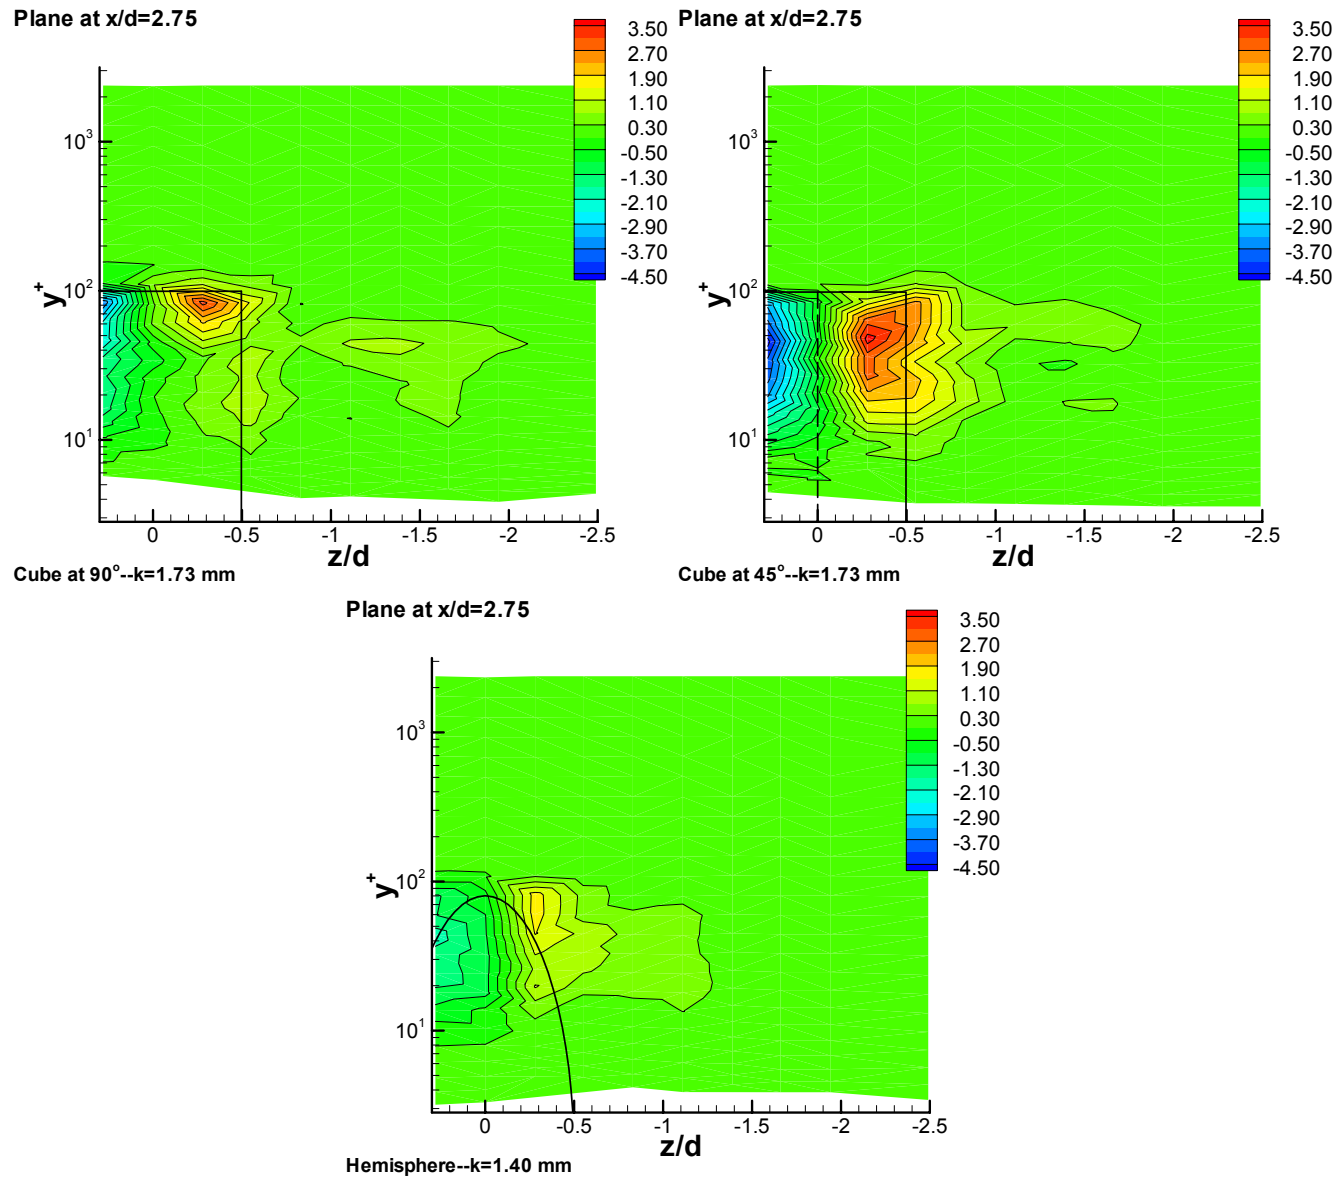 Plane at x/d=2.75
3.50
2.70
1.90
1.10
0.30
-0.50
-1.30
-2.10
-2.90
-3.70
-4.50
10³
10²
10¹
y⁺
0 -0.5 -1 -1.5 -2 -2.5
z/d
Cube at 90°--k=1.73 mm
Plane at x/d=2.75
3.50
2.70
1.90
1.10
0.30
-0.50
-1.30
-2.10
-2.90
-3.70
-4.50
10³
10²
10¹
y⁺
0 -0.5 -1 -1.5 -2 -2.5
z/d
Cube at 45°--k=1.73 mm
Plane at x/d=2.75
3.50
2.70
1.90
1.10
0.30
-0.50
-1.30
-2.10
-2.90
-3.70
-4.50
10³
10²
10¹
y⁺
0 -0.5 -1 -1.5 -2 -2.5
z/d
Hemisphere--k=1.40 mm